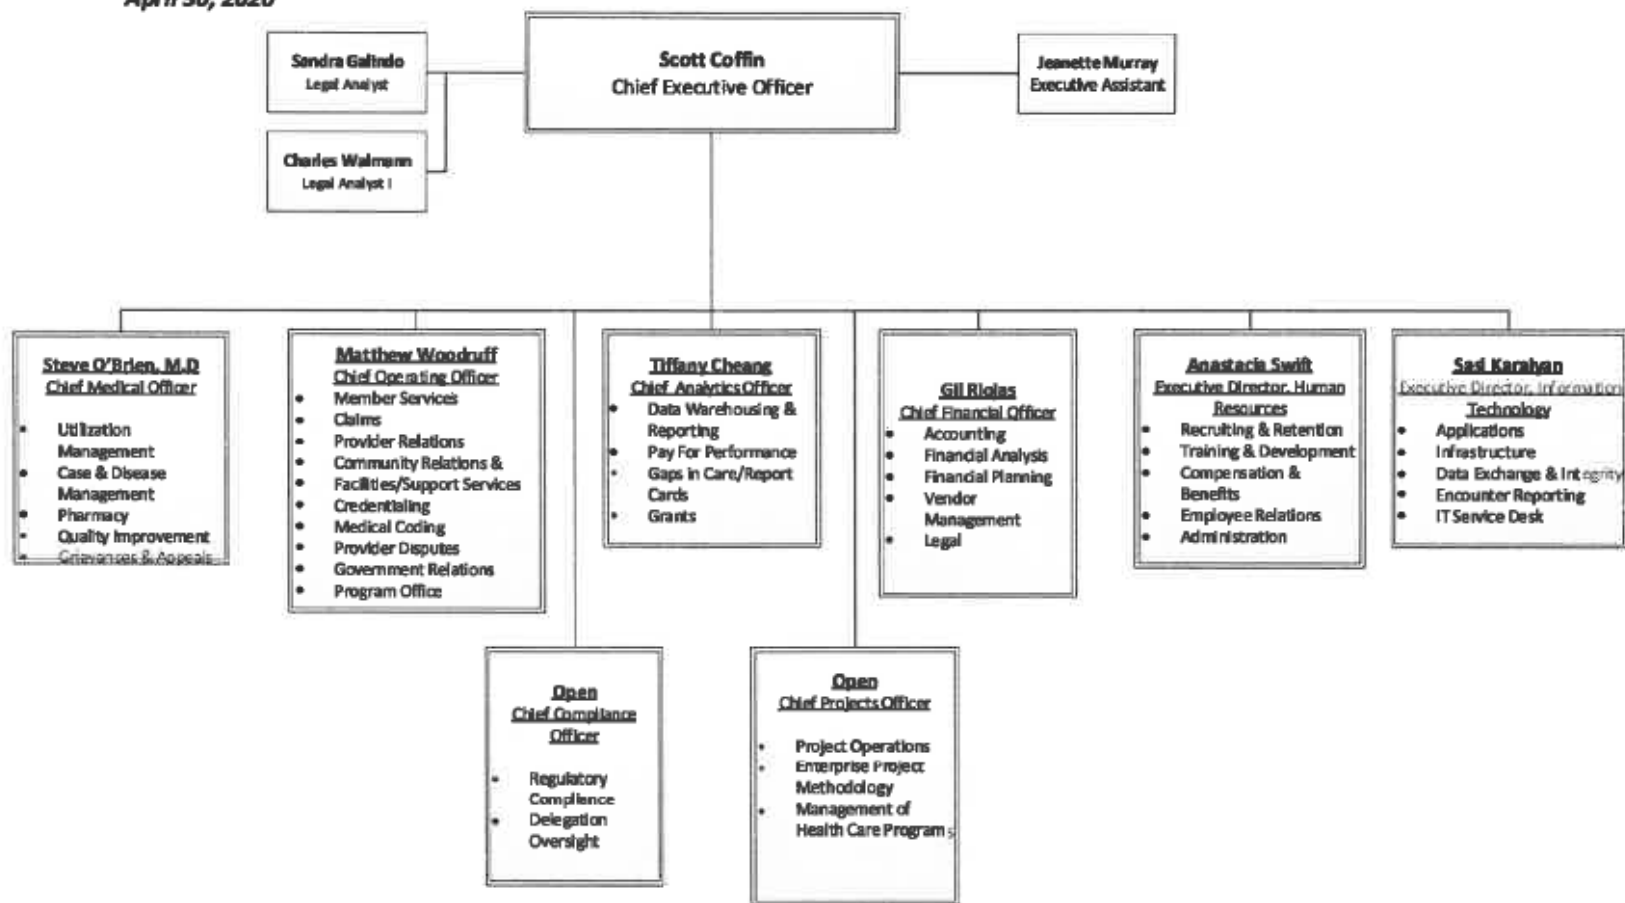 April 30, 2020
Sandra Galindo
Legal Analyst
Scott Coffin
Chief Executive Officer
Jeanette Murray
Executive Assistant
Charles Walmann
Legal Analyst I
Steve O'Brien, M.D
Chief Medical Officer
• Utilization
Management
• Case & Disease
Management
• Pharmacy
• Quality Improvement
• Grievances & Appeals
Matthew Woodruff
Chief Operating Officer
• Member Services
• Claims
• Provider Relations
• Community Relations &
• Facilities/Support Services
• Credentialing
• Medical Coding
• Provider Disputes
• Government Relations
• Program Office
Tiffany Cheang
Chief Analytics Officer
• Data Warehousing &
Reporting
• Pay For Performance
• Gaps in Care/Report
Cards
• Grants
Gil Riojas
Chief Financial Officer
• Accounting
• Financial Analysis
• Financial Planning
• Vendor
Management
• Legal
Anastacia Swift
Executive Director, Human
Resources
• Recruiting & Retention
• Training & Development
• Compensation &
Benefits
• Employee Relations
• Administration
Sasi Karaiyan
Executive Director, Information
Technology
• Applications
• Infrastructure
• Data Exchange & Integrity
• Encounter Reporting
• IT Service Desk
Open
Chief Compliance
Officer
• Regulatory
Compliance
• Delegation
Oversight
Open
Chief Projects Officer
• Project Operations
• Enterprise Project
Methodology
• Management of
Health Care Programs